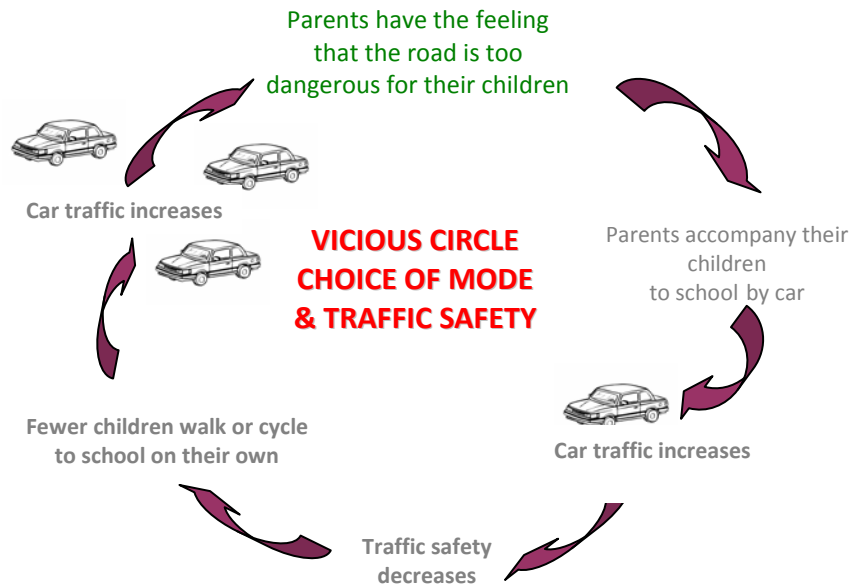 Parents have the feeling
that the road is too
dangerous for their children
Car traffic increases
VICIOUS CIRCLE
CHOICE OF MODE
& TRAFFIC SAFETY
Parents accompany their
children
to school by car
Car traffic increases
Fewer children walk or cycle
to school on their own
Traffic safety
decreases